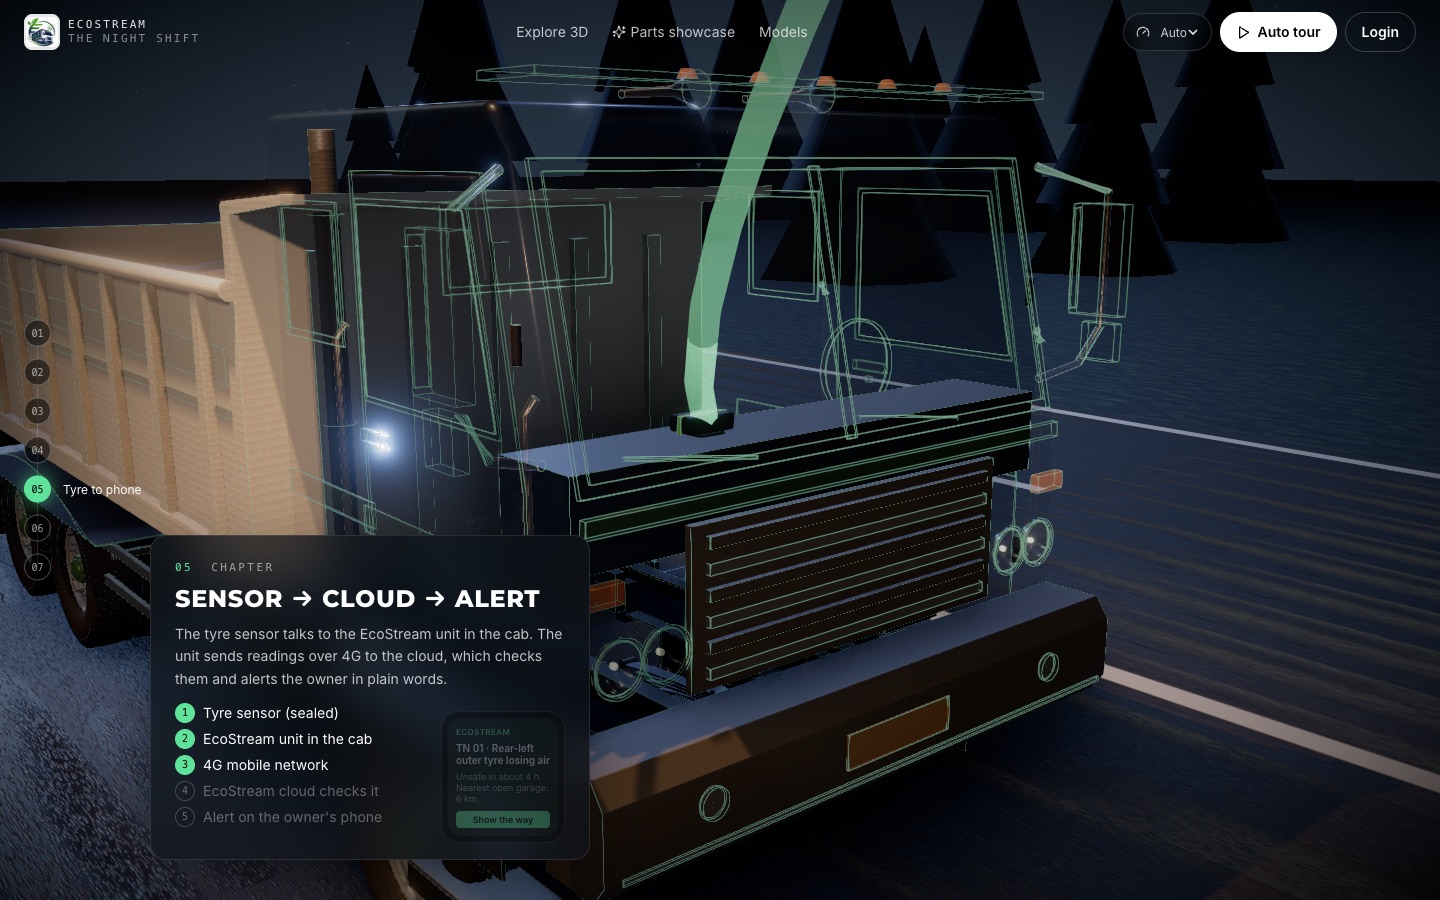 ECOSTREAM
THE NIGHT SHIFT
Explore 3D
Parts showcase
Models
Auto
Auto tour
Login
01
02
03
04
05 Tyre to phone
06
07
05 CHAPTER
SENSOR → CLOUD → ALERT
The tyre sensor talks to the EcoStream unit in the cab. The
unit sends readings over 4G to the cloud, which checks
them and alerts the owner in plain words.
1 Tyre sensor (sealed)
2 EcoStream unit in the cab
3 4G mobile network
4 EcoStream cloud checks it
5 Alert on the owner's phone
ECOSTREAM
TN 01 · Rear-left
outer tyre losing air
Unsafe in about 4 h.
Nearest open garage:
6 km.
Show the way